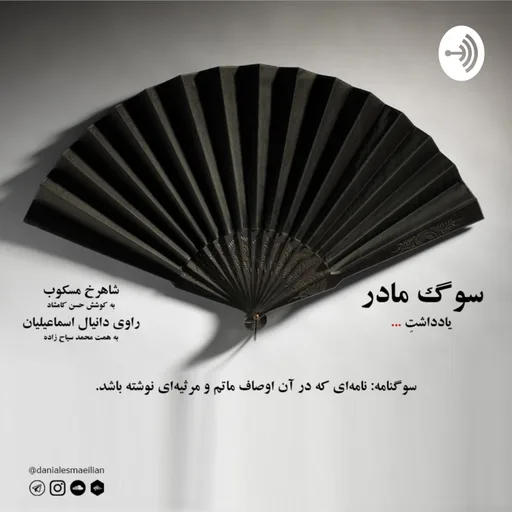 سوگ مادر
یادداشتِ ...
شاهرخ مسکوب
به کوشش حسن کامشاد
راوی دانیال اسماعیلیان
به همت محمد سیاح زاده
سوگنامه: نامه‌ای که در آن اوصاف ماتم و مرثیه‌ای نوشته باشد.
@danialesmaeilian